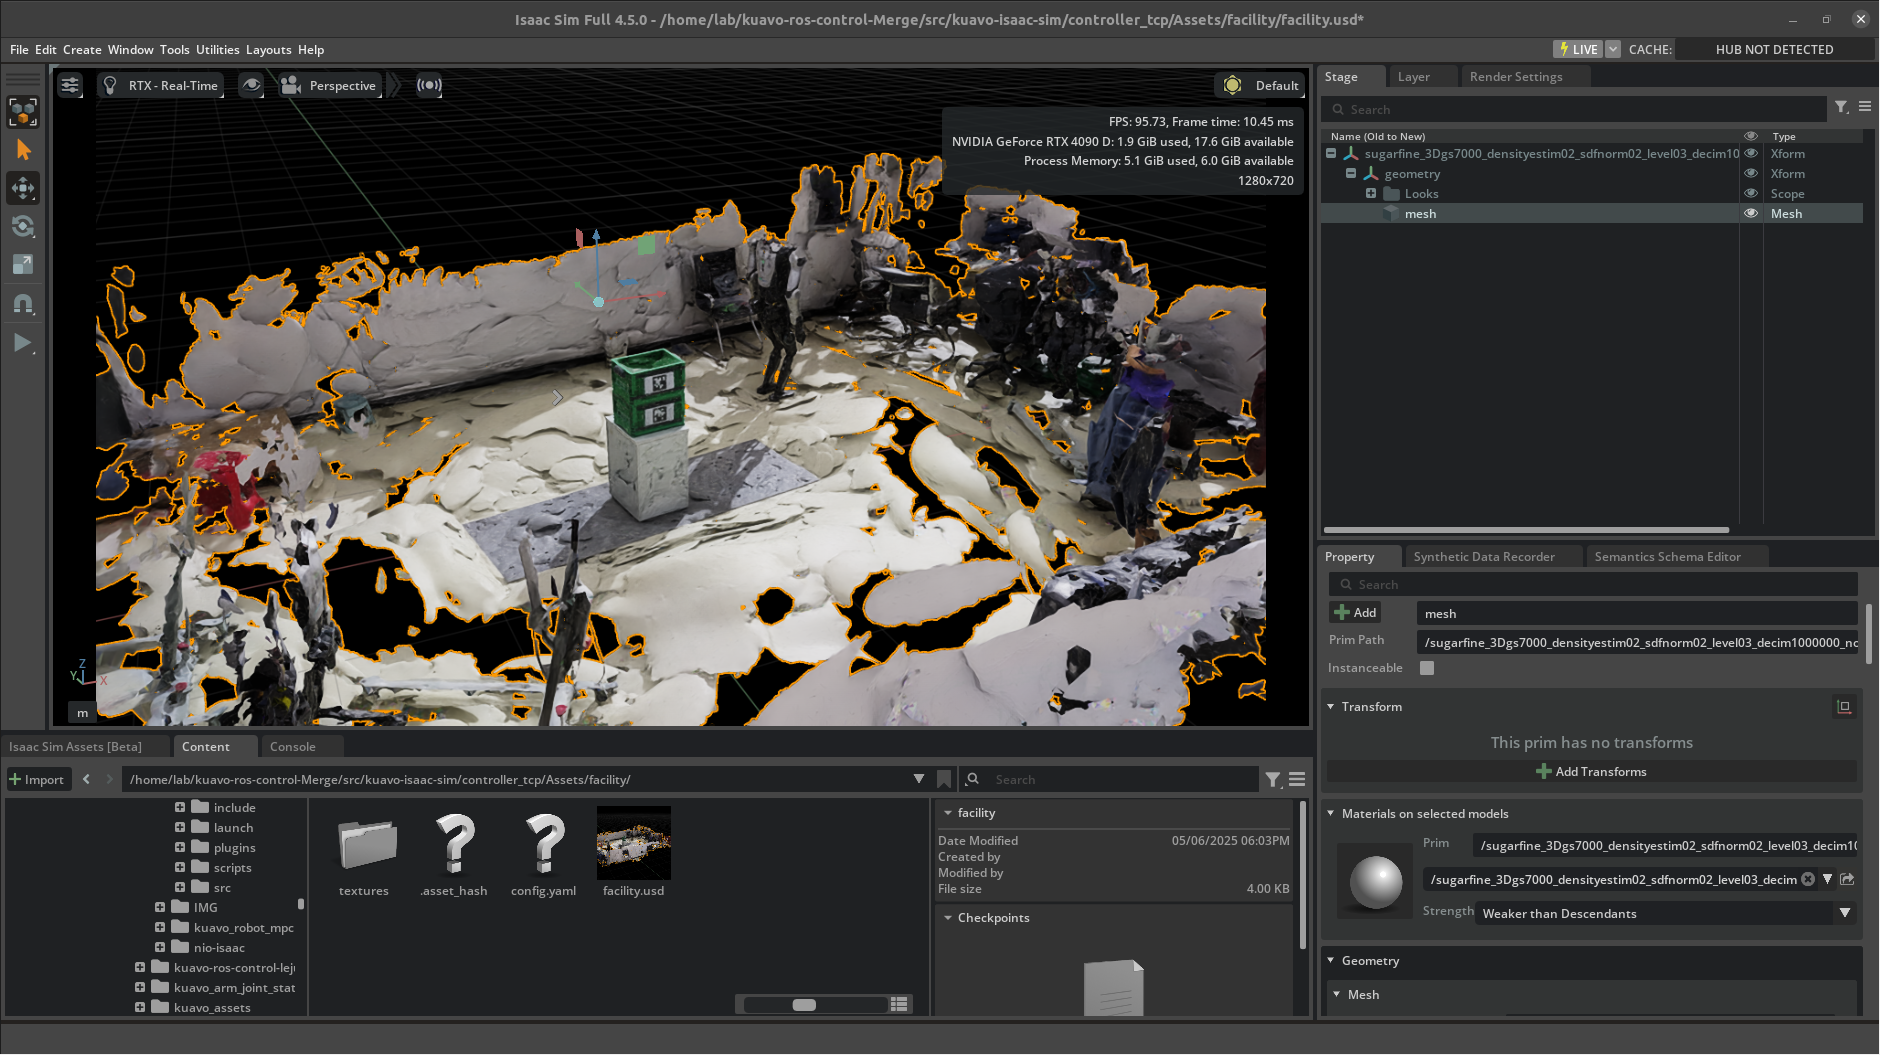 Isaac Sim Full 4.5.0 - /home/lab/kuavo-ros-control-Merge/src/kuavo-isaac-sim/controller_tcp/Assets/facility/facility.usd*
File Edit Create Window Tools Utilities Layouts Help
LIVE
CACHE:
HUB NOT DETECTED
RTX - Real-Time
Perspective
Default
FPS: 95.73, Frame time: 10.45 ms
NVIDIA GeForce RTX 4090 D: 1.9 GiB used, 17.6 GiB available
Process Memory: 5.1 GiB used, 6.0 GiB available
1280x720
Z
Y
X
m
Stage
Layer
Render Settings
Search
Name (Old to New)
Type
sugarfine_3Dgs7000_densityestim02_sdfnorm02_level03_decim10
Xform
geometry
Xform
Looks
Scope
mesh
Mesh
Property
Synthetic Data Recorder
Semantics Schema Editor
Search
Add
mesh
Prim Path
/sugarfine_3Dgs7000_densityestim02_sdfnorm02_level03_decim1000000_nc
Instanceable
Transform
This prim has no transforms
Add Transforms
Materials on selected models
Prim
/sugarfine_3Dgs7000_densityestim02_sdfnorm02_level03_decim10
/sugarfine_3Dgs7000_densityestim02_sdfnorm02_level03_decim
Strength
Weaker than Descendants
Geometry
Mesh
Isaac Sim Assets [Beta]
Content
Console
Import
/home/lab/kuavo-ros-control-Merge/src/kuavo-isaac-sim/controller_tcp/Assets/facility/
Search
include
launch
plugins
scripts
src
IMG
kuavo_robot_mpc
nio-isaac
kuavo-ros-control-leju
kuavo_arm_joint_stat
kuavo_assets
textures
.asset_hash
config.yaml
facility.usd
facility
Date Modified
05/06/2025 06:03PM
Created by
Modified by
File size
4.00 KB
Checkpoints